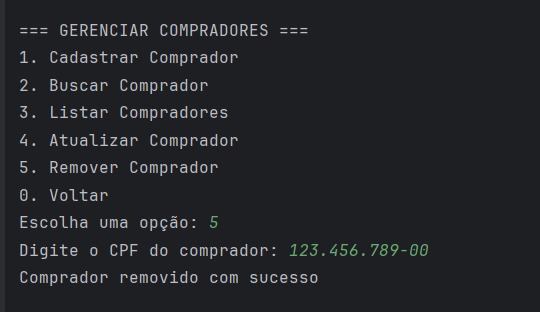 === GERENCIAR COMPRADORES ===
1. Cadastrar Comprador
2. Buscar Comprador
3. Listar Compradores
4. Atualizar Comprador
5. Remover Comprador
0. Voltar
Escolha uma opção: 5
Digite o CPF do comprador: 123.456.789-00
Comprador removido com sucesso